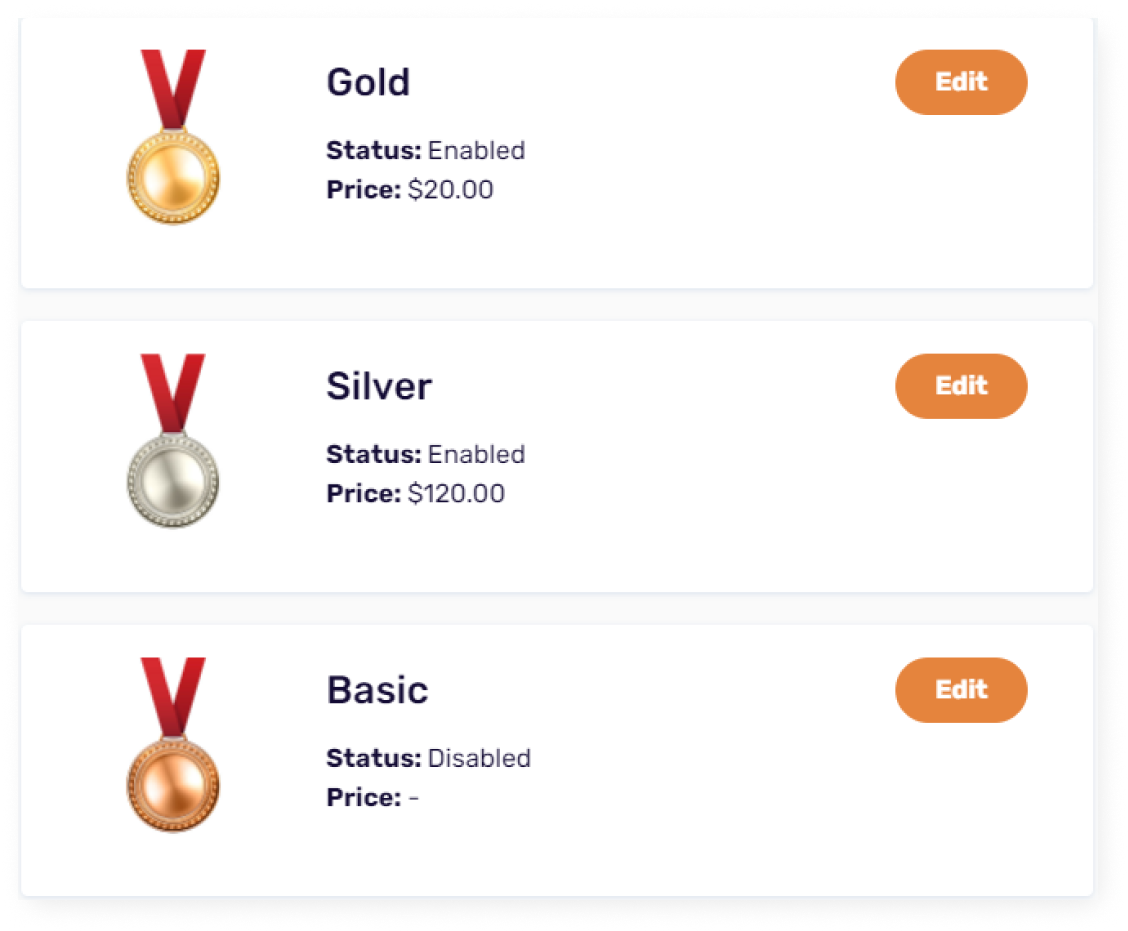 Gold
Edit
Status: Enabled
Price: $20.00
Silver
Edit
Status: Enabled
Price: $120.00
Basic
Edit
Status: Disabled
Price: -